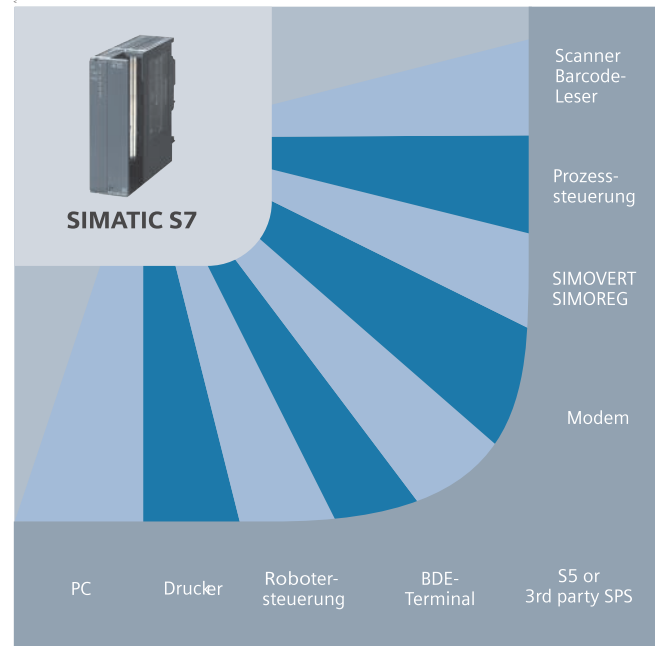 SIMATIC S7
Scanner
Barcode-
Leser
Prozess-
steuerung
SIMOVERT
SIMOREG
Modem
PC
Drucker
Roboter-
steuerung
BDE-
Terminal
S5 or
3rd party SPS